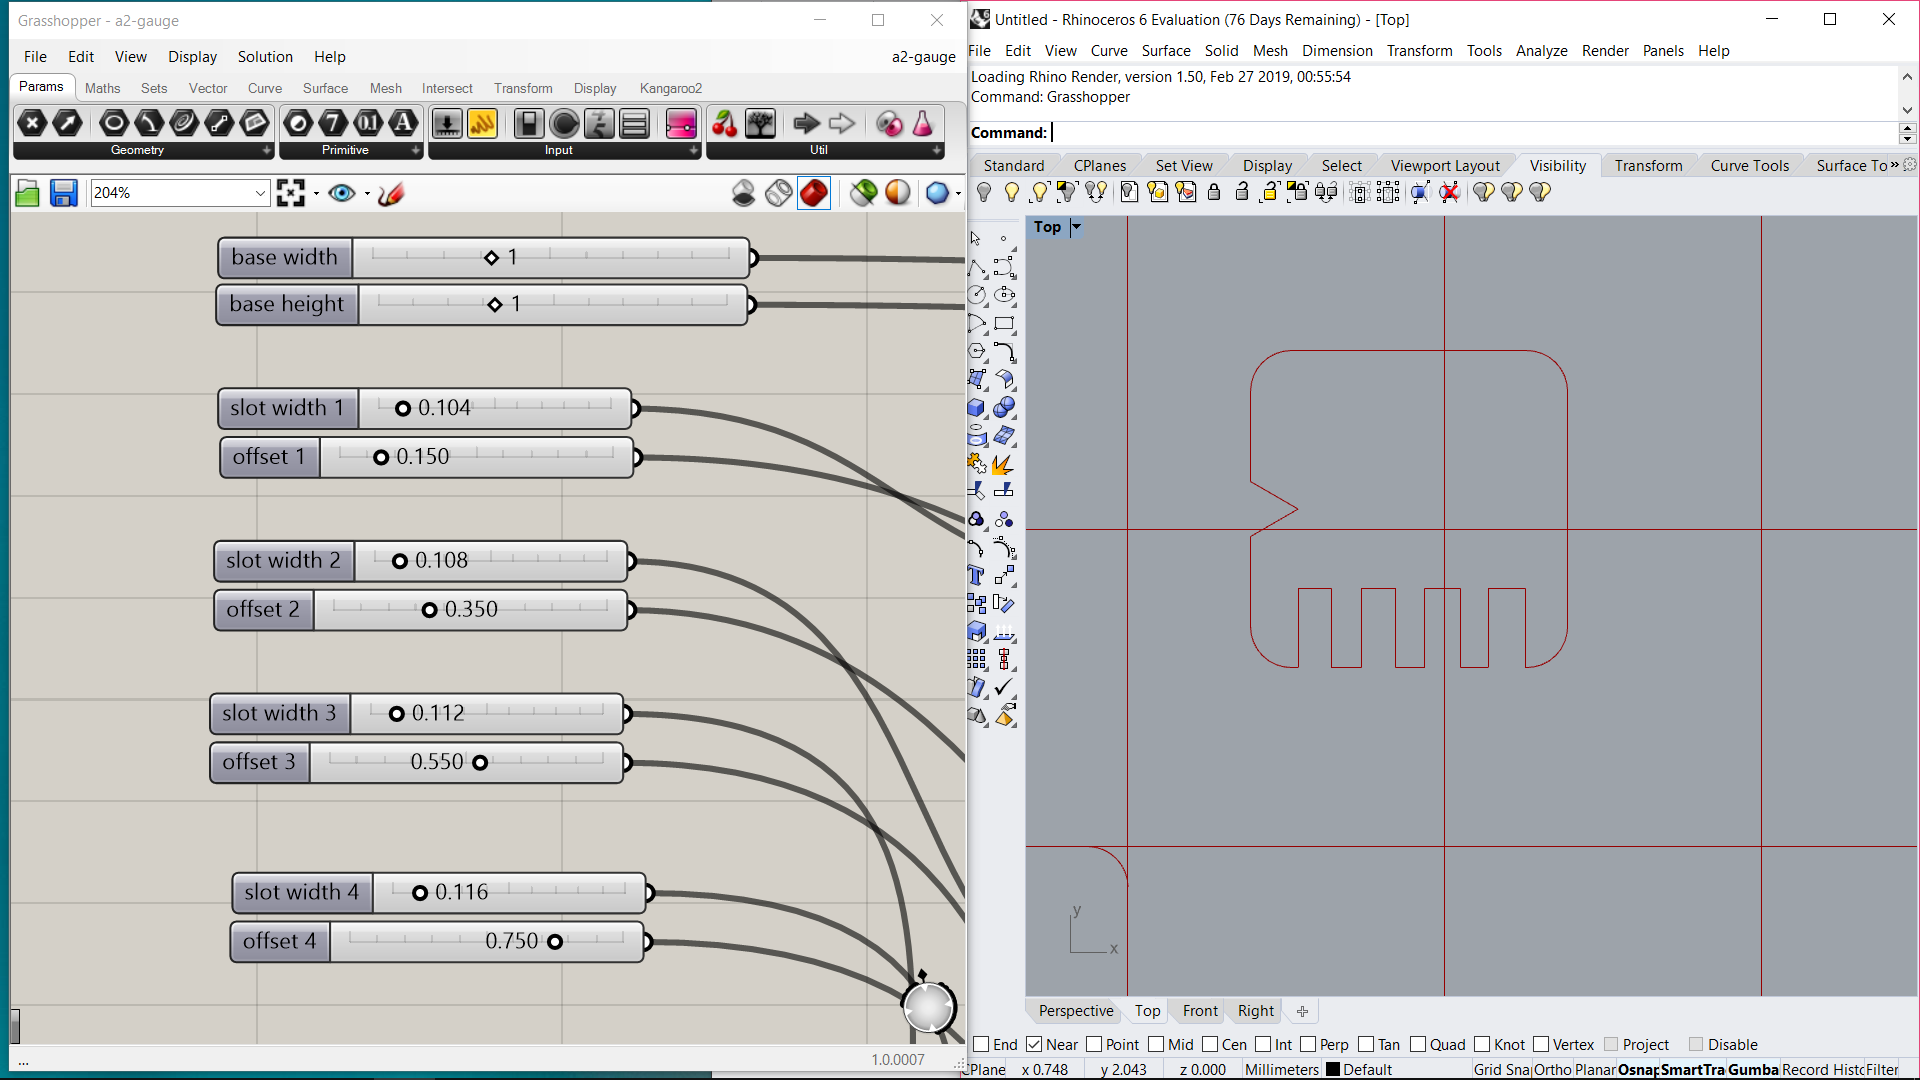 Grasshopper - a2-gauge
File Edit View Display Solution Help a2-gauge
Params Maths Sets Vector Curve Surface Mesh Intersect Transform Display Kangaroo2
Geometry Primitive Input Util
204%
base width 1
base height 1
slot width 1 0.104
offset 1 0.150
slot width 2 0.108
offset 2 0.350
slot width 3 0.112
offset 3 0.550
slot width 4 0.116
offset 4 0.750
... 1.0.0007
Untitled - Rhinoceros 6 Evaluation (76 Days Remaining) - [Top]
File Edit View Curve Surface Solid Mesh Dimension Transform Tools Analyze Render Panels Help
Loading Rhino Render, version 1.50, Feb 27 2019, 00:55:54
Command: Grasshopper
Command:
Standard CPlanes Set View Display Select Viewport Layout Visibility Transform Curve Tools Surface To »
Top
y
x
Perspective Top Front Right
End Near Point Mid Cen Int Perp Tan Quad Knot Vertex Project Disable
CPlane x 0.748 y 2.043 z 0.000 Millimeters Default Grid Sna Ortho Planar Osnap SmartTra Gumba Record Histo Filter